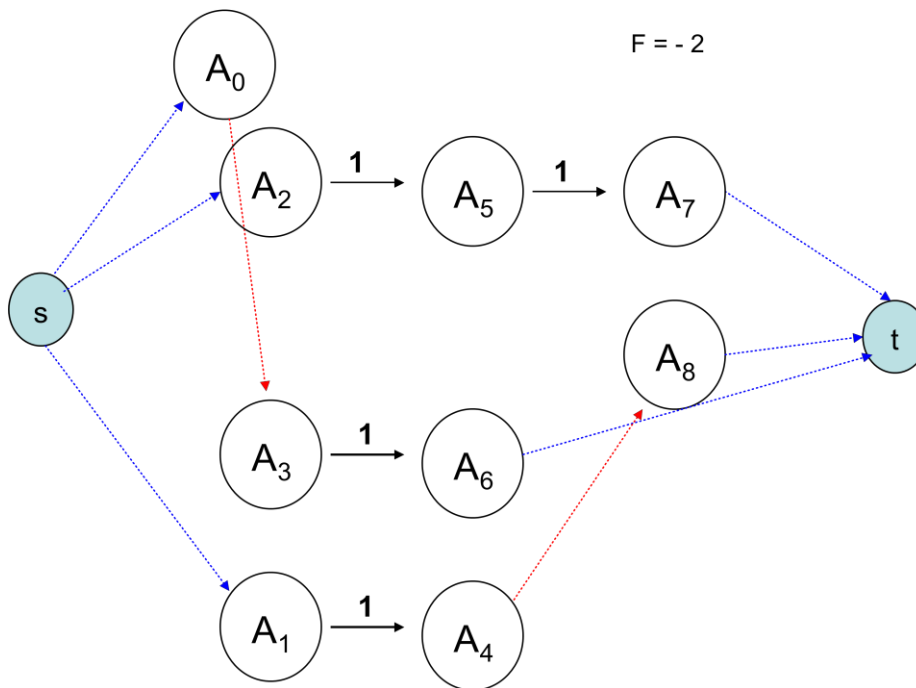 F = - 2
A₀
1
1
A₂
A₅
A₇
s
t
A₈
1
A₃
A₆
1
A₁
A₄